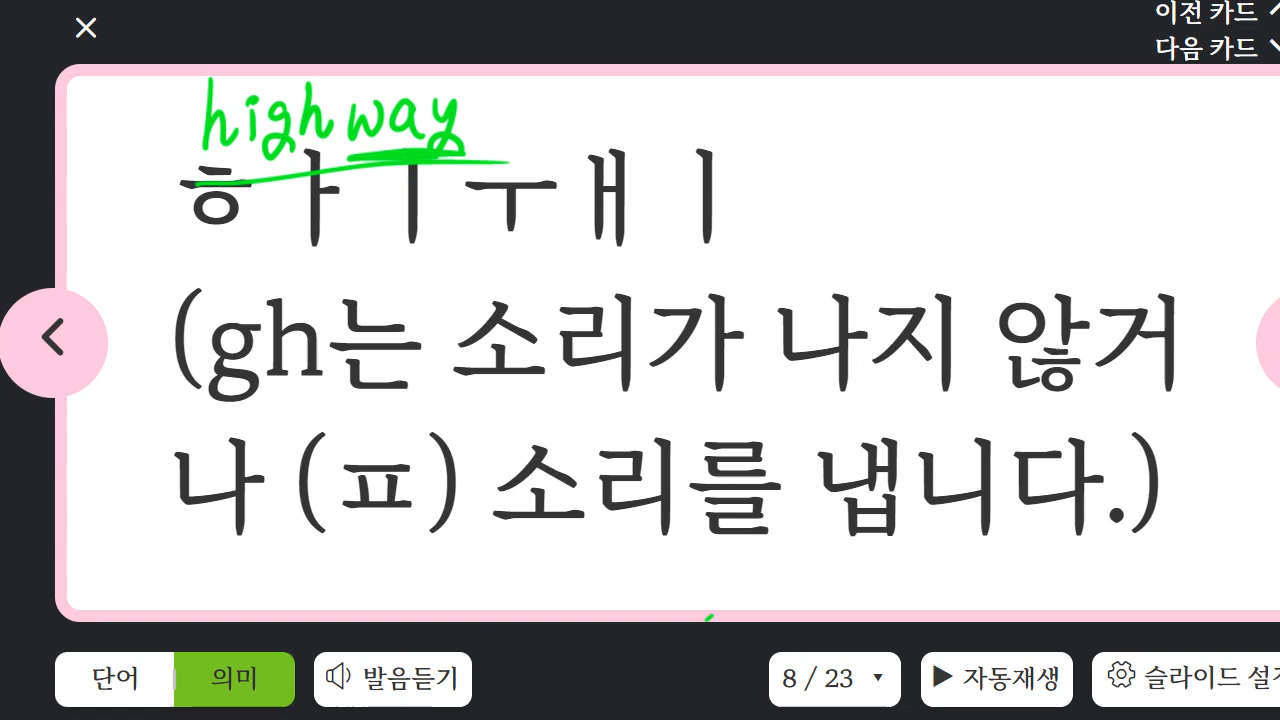 이전 카드
다음 카드
highway
ㅎㅏㅣㅜㅐㅣ
(gh는 소리가 나지 않거
나 (ㅍ) 소리를 냅니다.)
단어 의미 발음듣기 8 / 23 자동재생 슬라이드